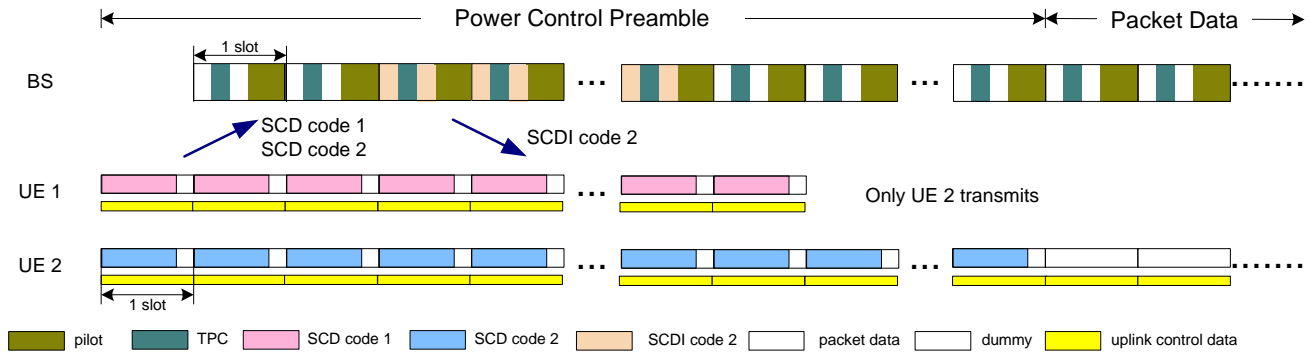 Power Control Preamble
Packet Data
1 slot
BS
...
...
.......
SCD code 1
SCD code 2
SCDI code 2
UE 1
...
Only UE 2 transmits
UE 2
...
...
.......
1 slot
pilot TPC SCD code 1 SCD code 2 SCDI code 2 packet data dummy uplink control data